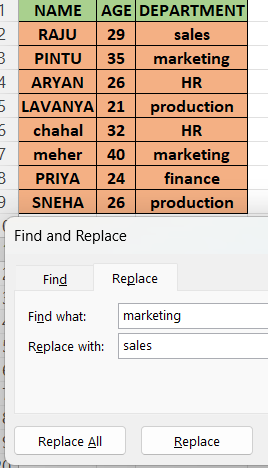 1 NAME AGE DEPARTMENT
2 RAJU 29 sales
3 PINTU 35 marketing
4 ARYAN 26 HR
5 LAVANYA 21 production
6 chahal 32 HR
7 meher 40 marketing
8 PRIYA 24 finance
9 SNEHA 26 production
Find and Replace
Find Replace
Find what: marketing
Replace with: sales
Replace All Replace